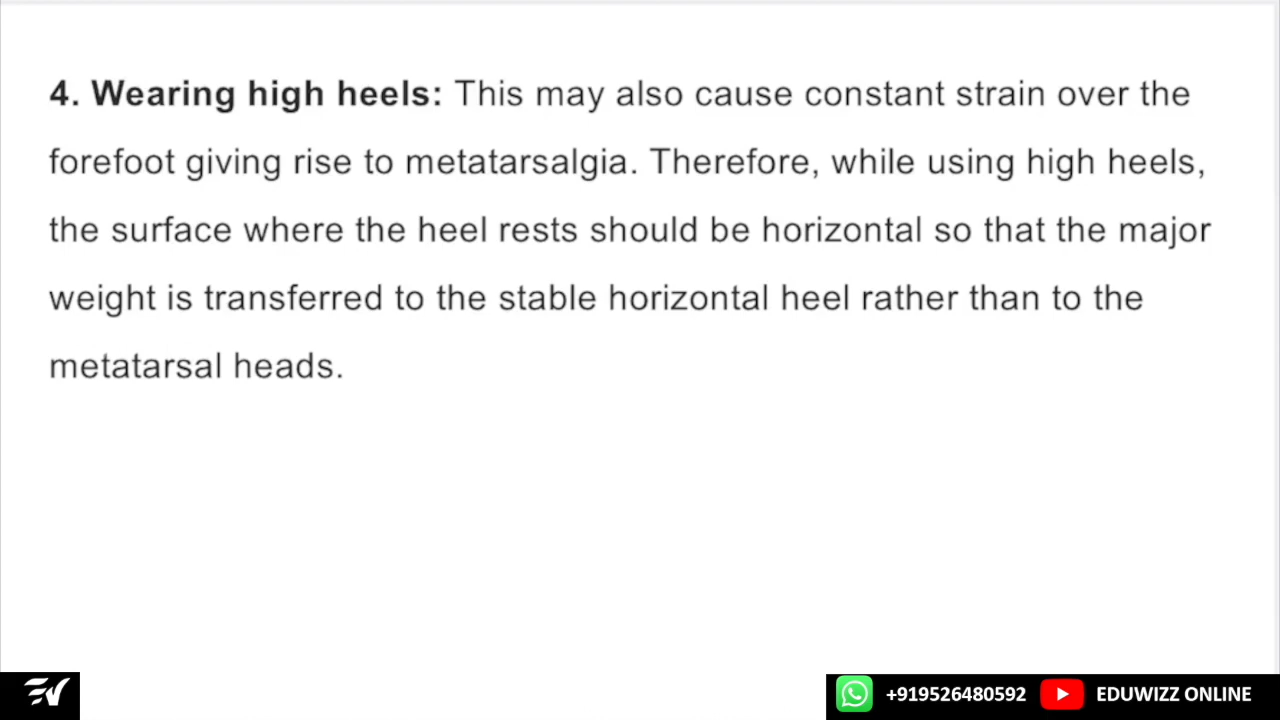 4. Wearing high heels: This may also cause constant strain over the
forefoot giving rise to metatarsalgia. Therefore, while using high heels,
the surface where the heel rests should be horizontal so that the major
weight is transferred to the stable horizontal heel rather than to the
metatarsal heads.
+919526480592 EDUWIZZ ONLINE